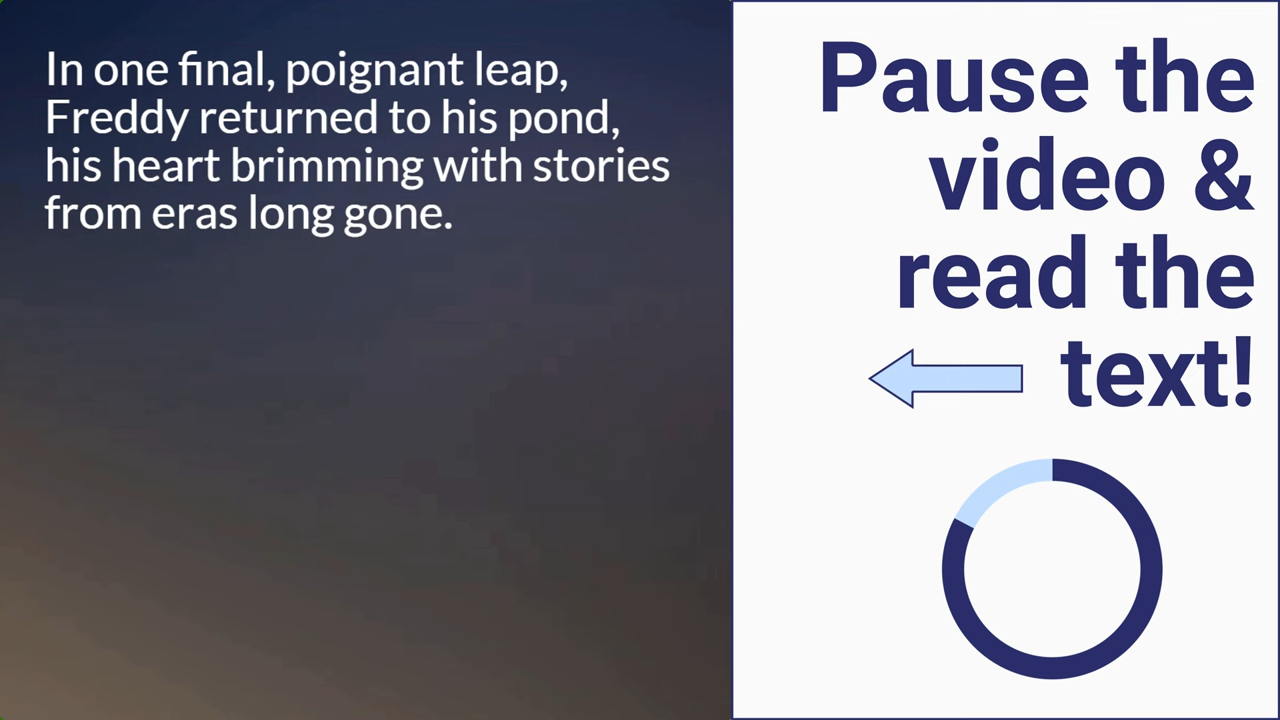 In one final, poignant leap,
Freddy returned to his pond,
his heart brimming with stories
from eras long gone.
Pause the
video &
read the
text!